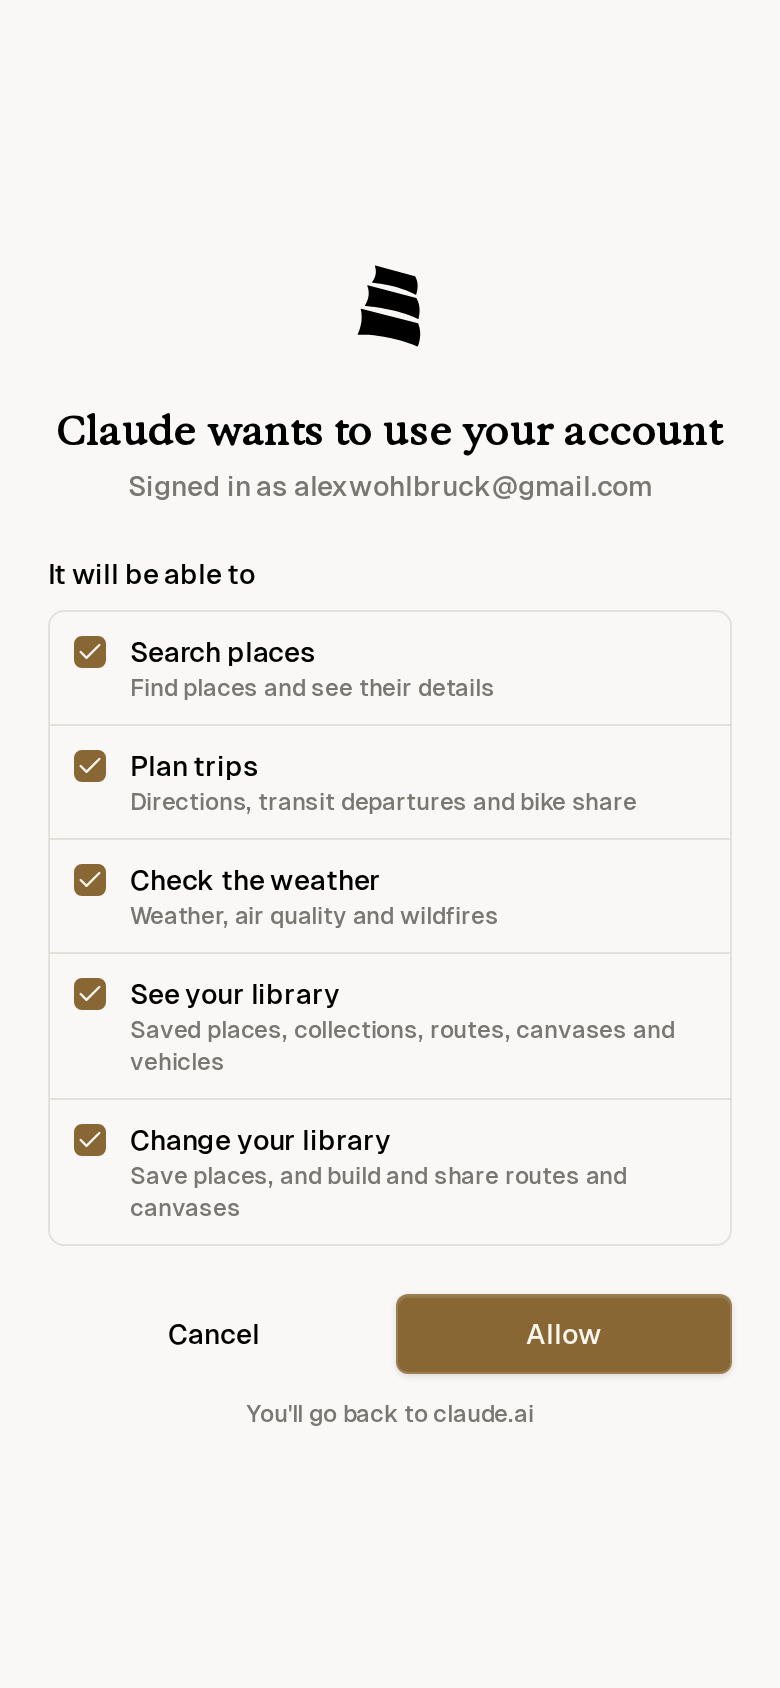 Claude wants to use your account
Signed in as alexwohlbruck@gmail.com
It will be able to
Search places
Find places and see their details
Plan trips
Directions, transit departures and bike share
Check the weather
Weather, air quality and wildfires
See your library
Saved places, collections, routes, canvases and
vehicles
Change your library
Save places, and build and share routes and
canvases
Cancel
Allow
You'll go back to claude.ai